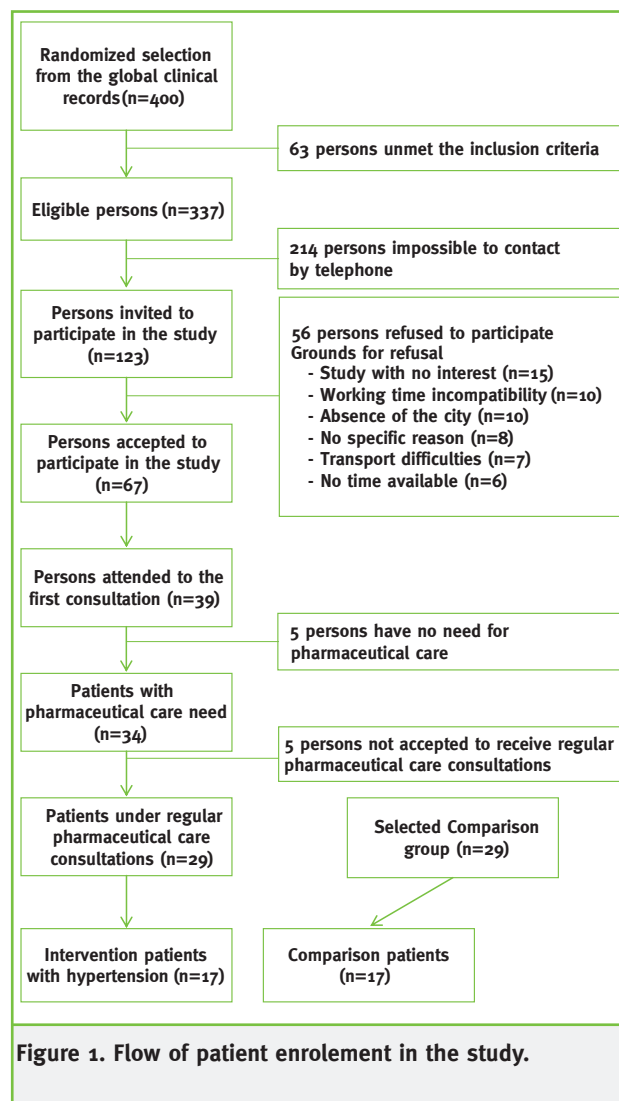 Randomized selection
from the global clinical
records(n=400)
63 persons unmet the inclusion criteria
Eligible persons (n=337)
214 persons impossible to contact
by telephone
Persons invited to
participate in the study
(n=123)
56 persons refused to participate
Grounds for refusal
- Study with no interest (n=15)
- Working time incompatibility (n=10)
- Absence of the city (n=10)
- No specific reason (n=8)
- Transport difficulties (n=7)
- No time available (n=6)
Persons accepted to
participate in the study
(n=67)
Persons attended to the
first consultation (n=39)
5 persons have no need for
pharmaceutical care
Patients with
pharmaceutical care need
(n=34)
5 persons not accepted to receive regular
pharmaceutical care consultations
Patients under regular
pharmaceutical care
consultations (n=29)
Selected Comparison
group (n=29)
Intervention patients
with hypertension (n=17)
Comparison patients
(n=17)
Figure 1. Flow of patient enrolement in the study.